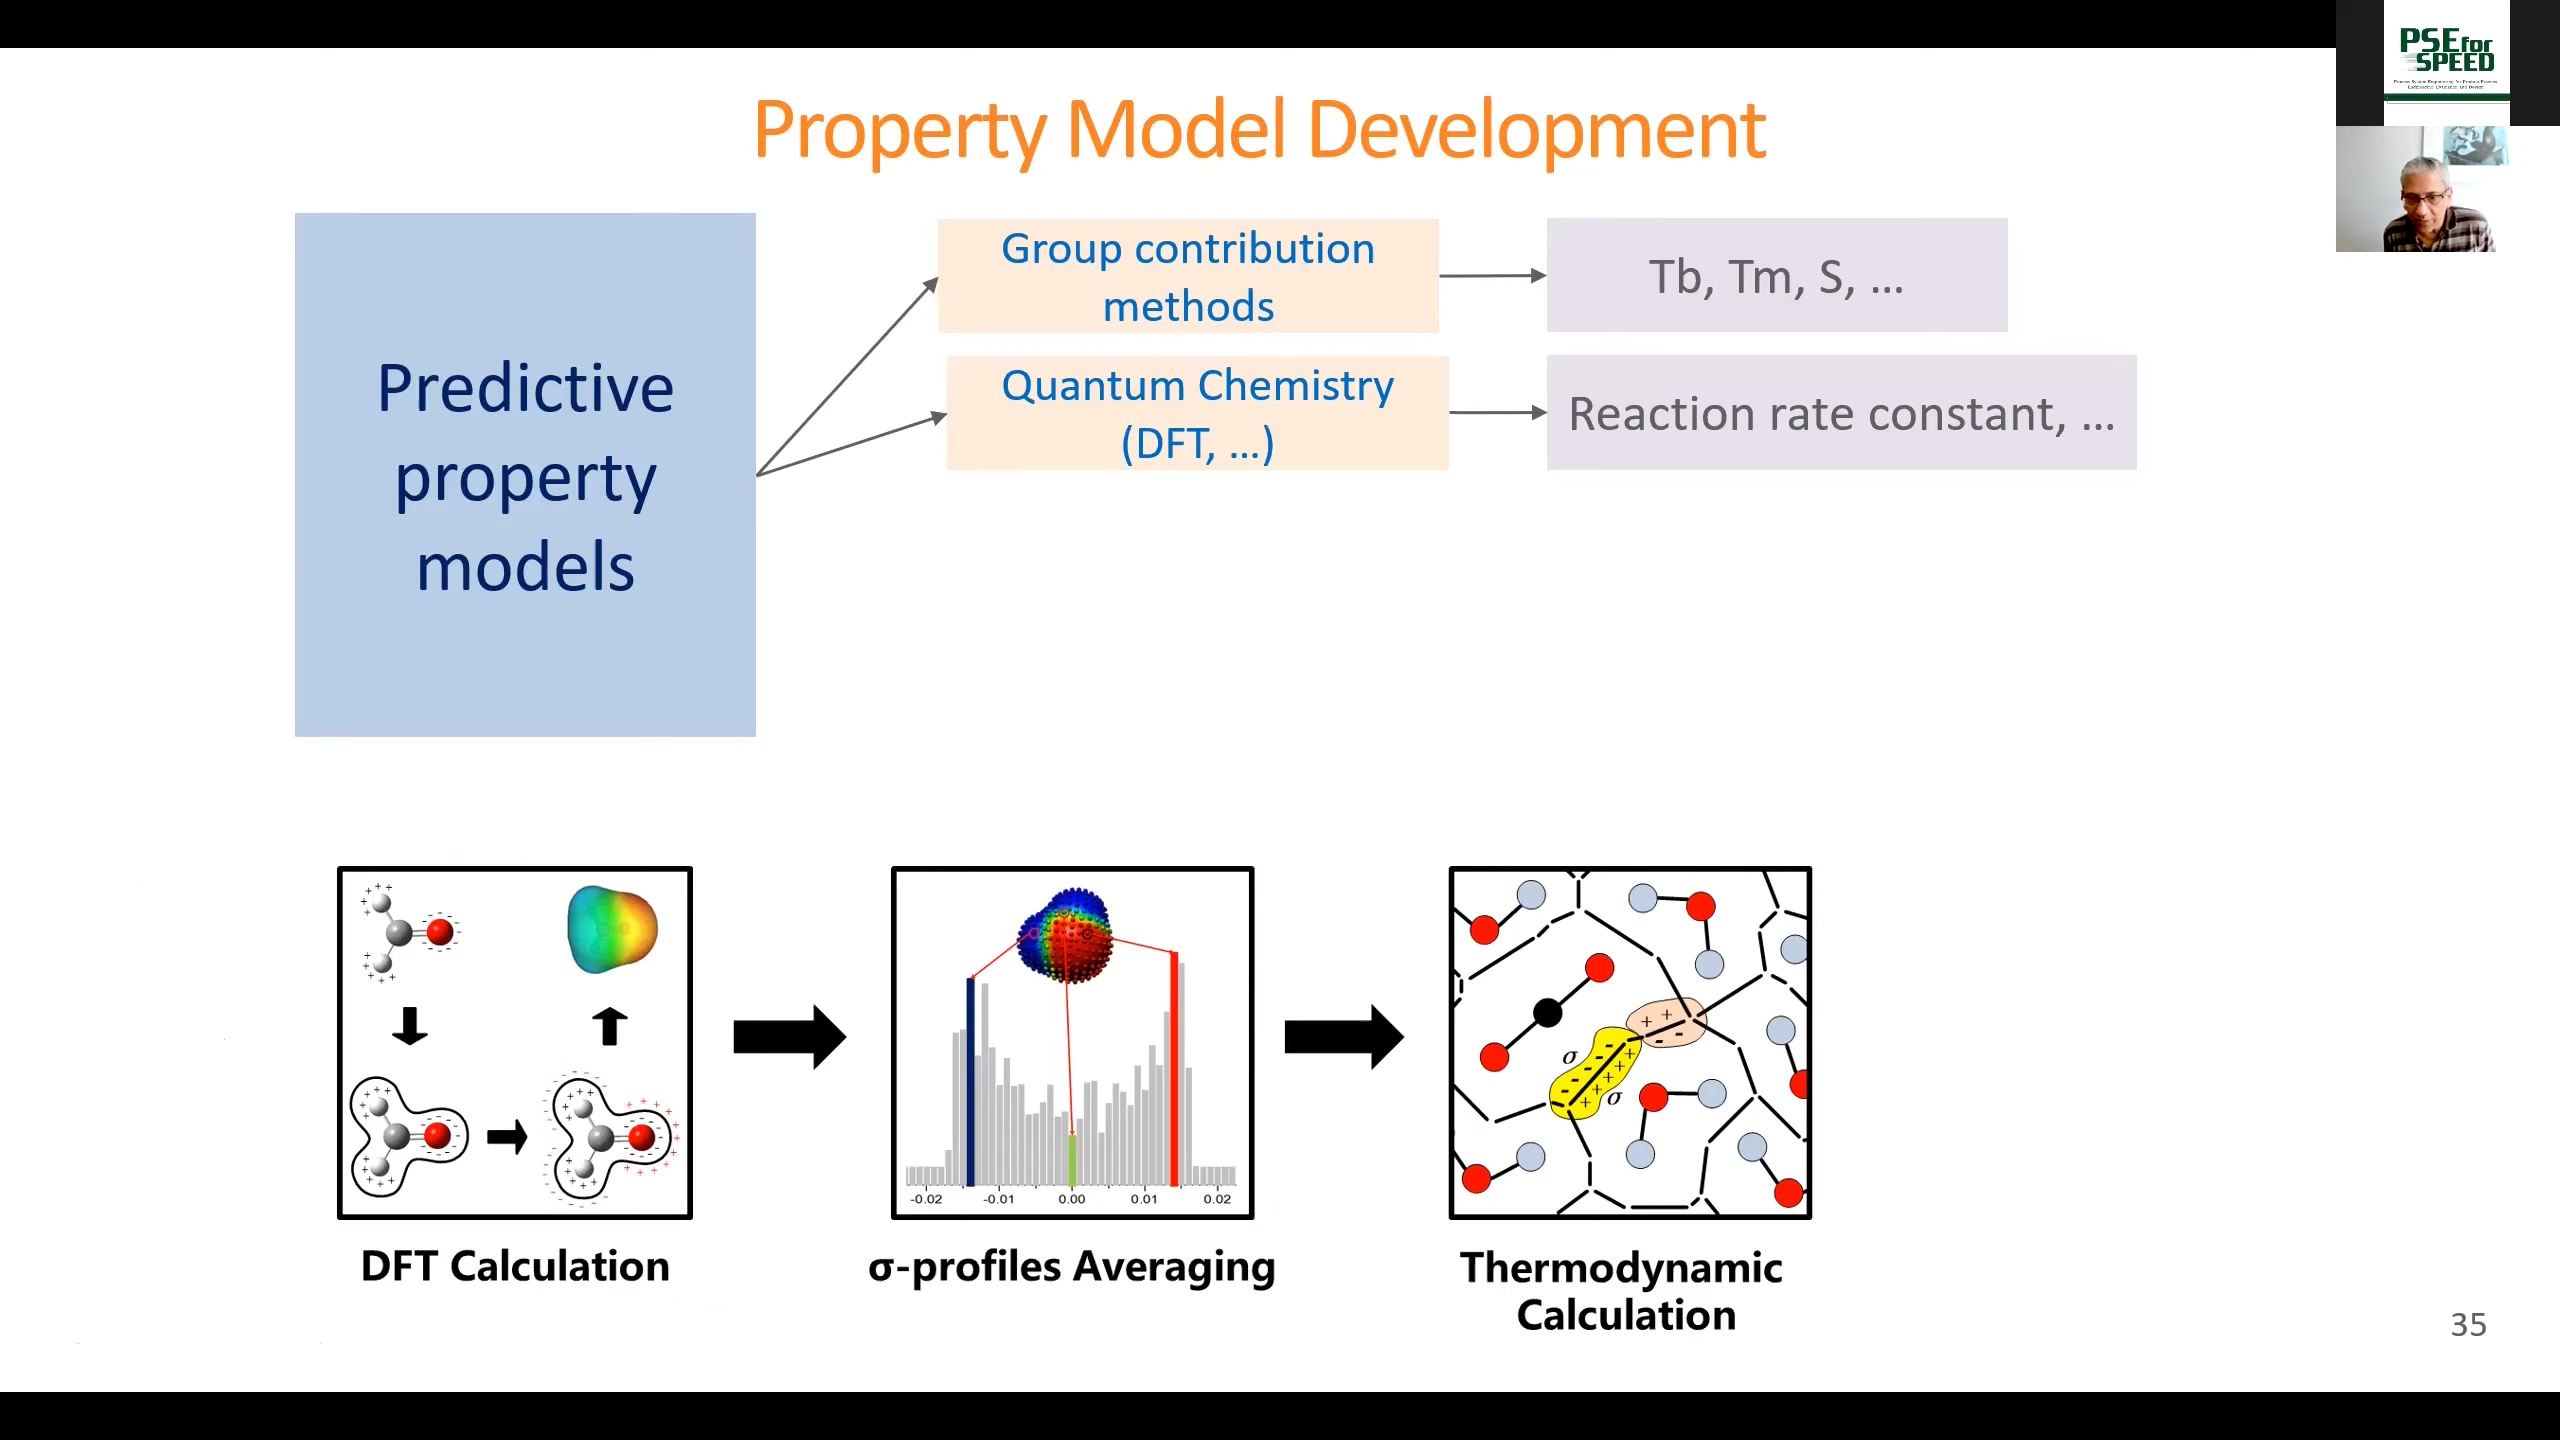 PSE for
SPEED
Property Model Development
Predictive
property
models
Group contribution
methods
Tb, Tm, S, ...
Quantum Chemistry
(DFT, ...)
Reaction rate constant, ...
-0.02 -0.01 0.00 0.01 0.02
σ
σ
DFT Calculation
σ-profiles Averaging
Thermodynamic
Calculation
35